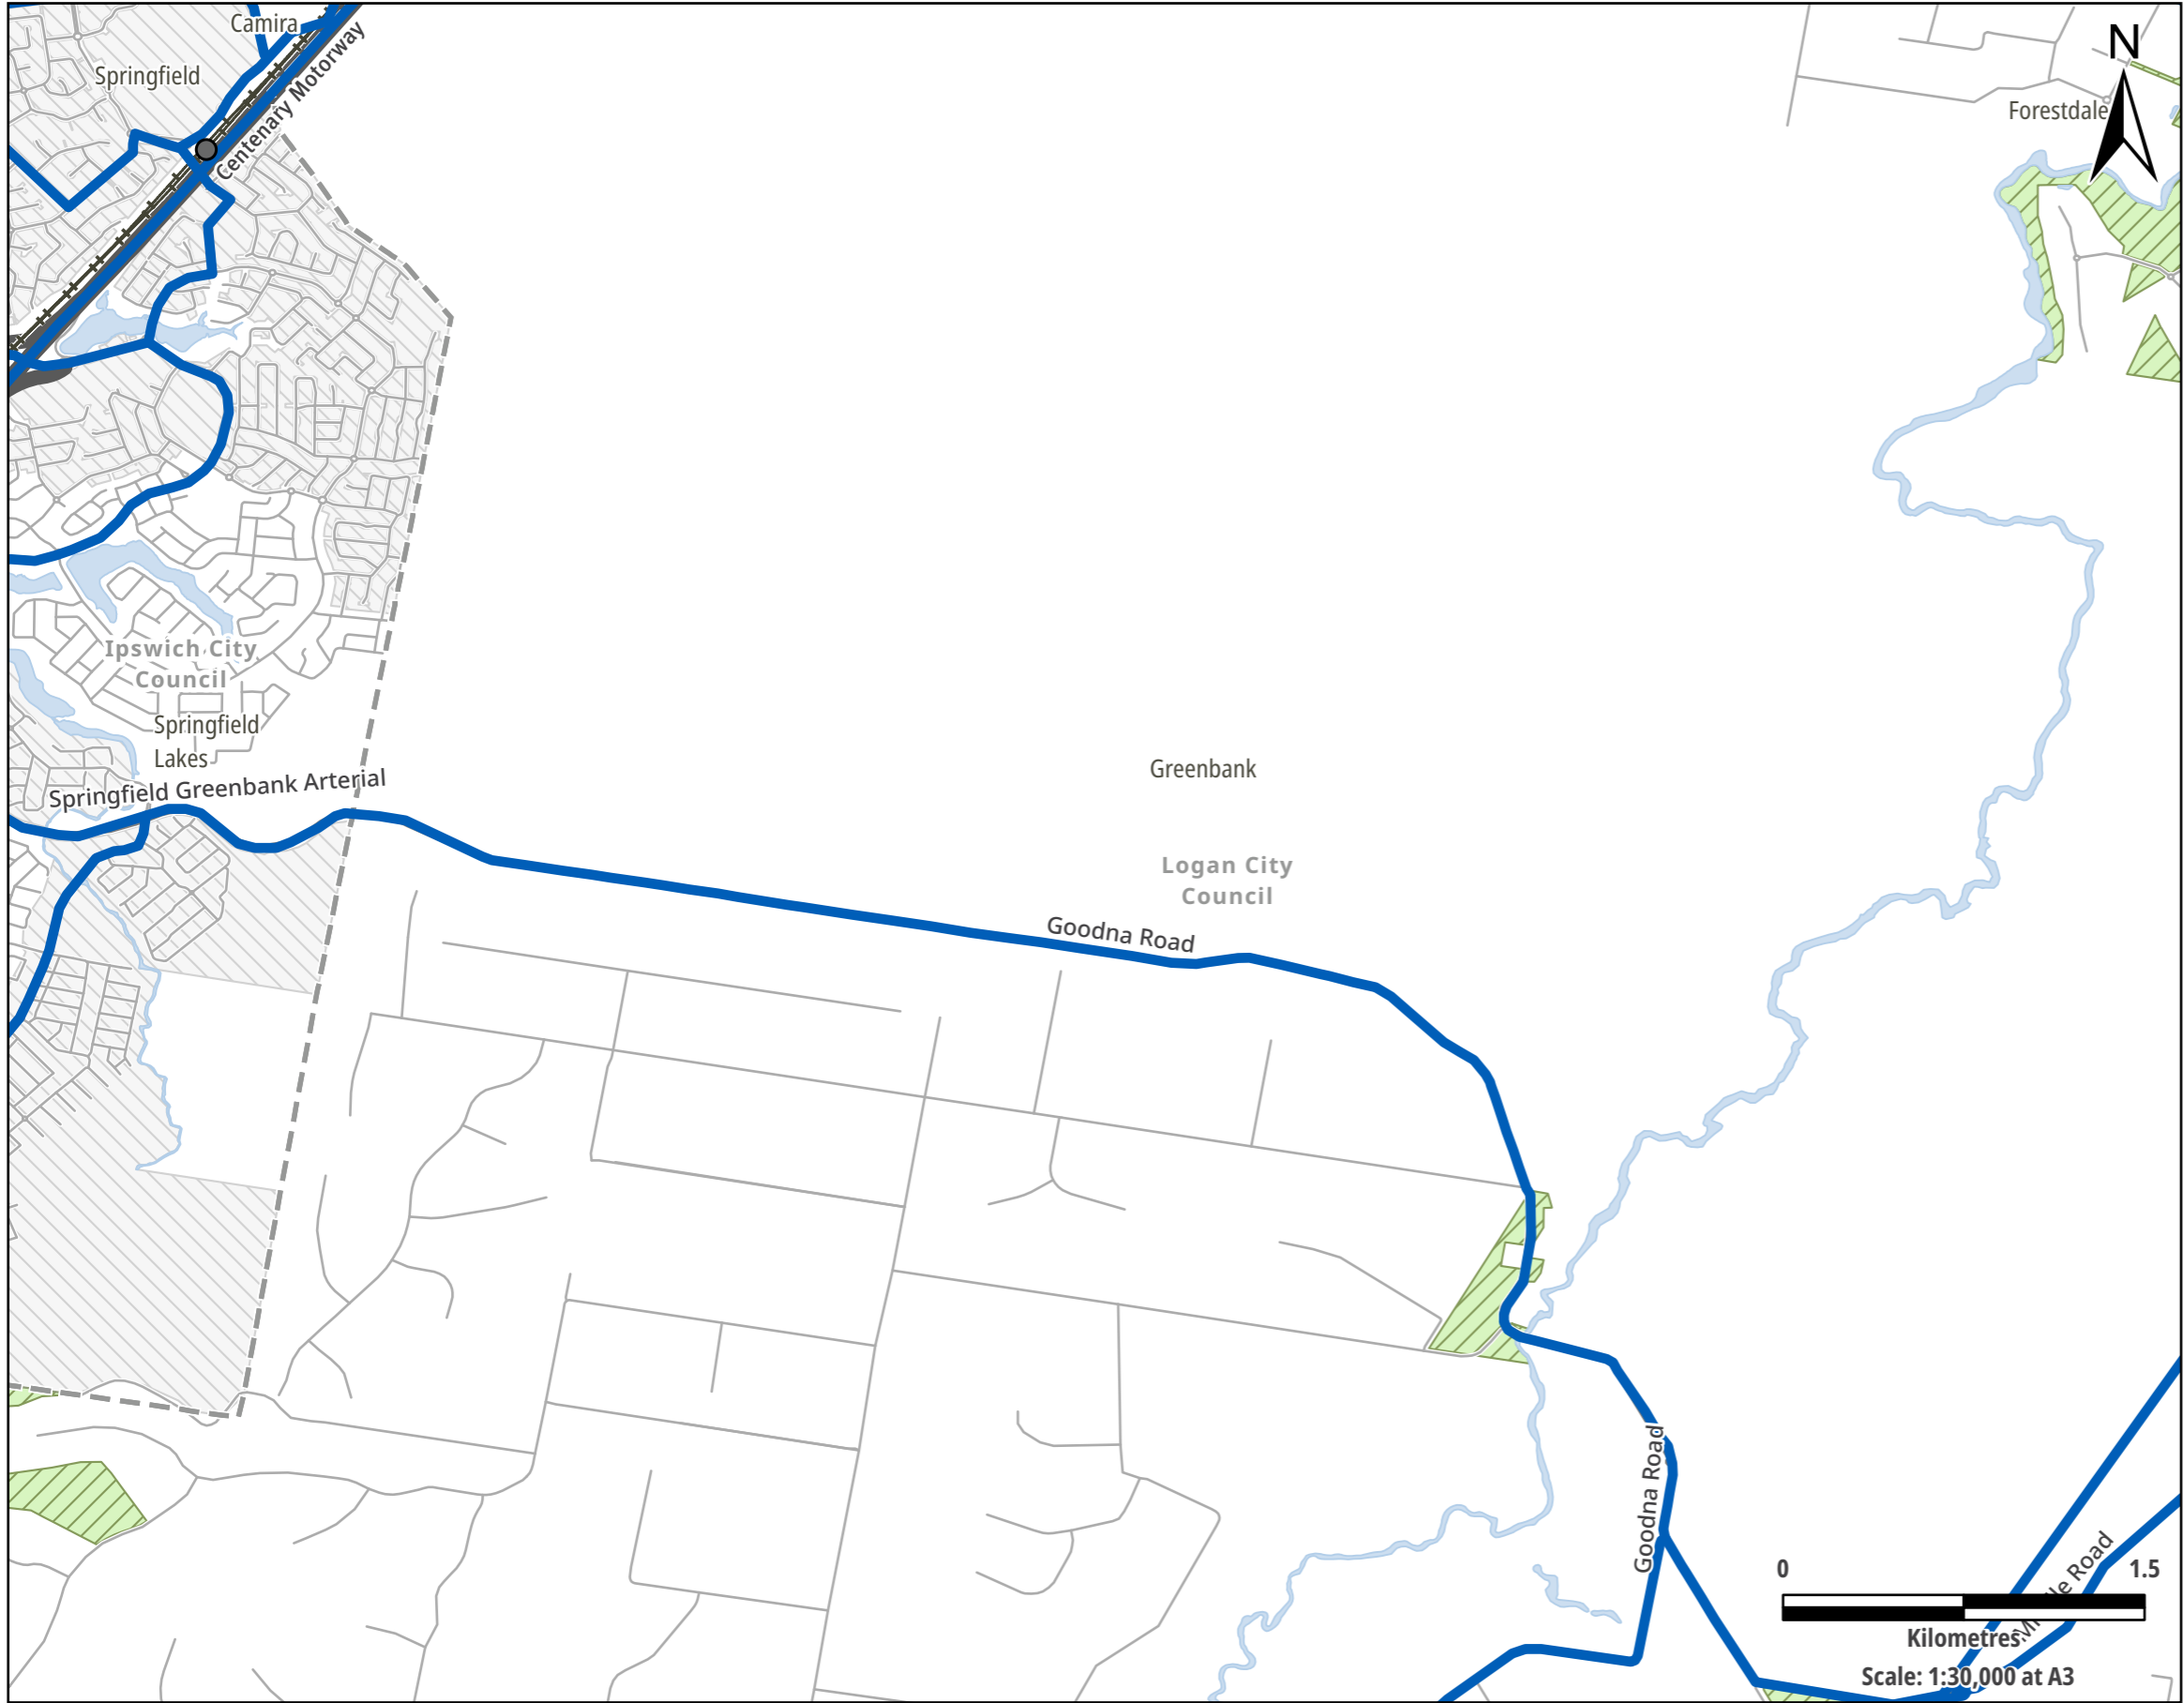 Camira
Springfield
Centenary Motorway
N
Forestdale
Ipswich City
Council
Springfield
Lakes
Springfield Greenbank Arterial
Greenbank
Logan City
Council
Goodna Road
Goodna Road
Road
0
1.5
Kilometres
Scale: 1:30,000 at A3